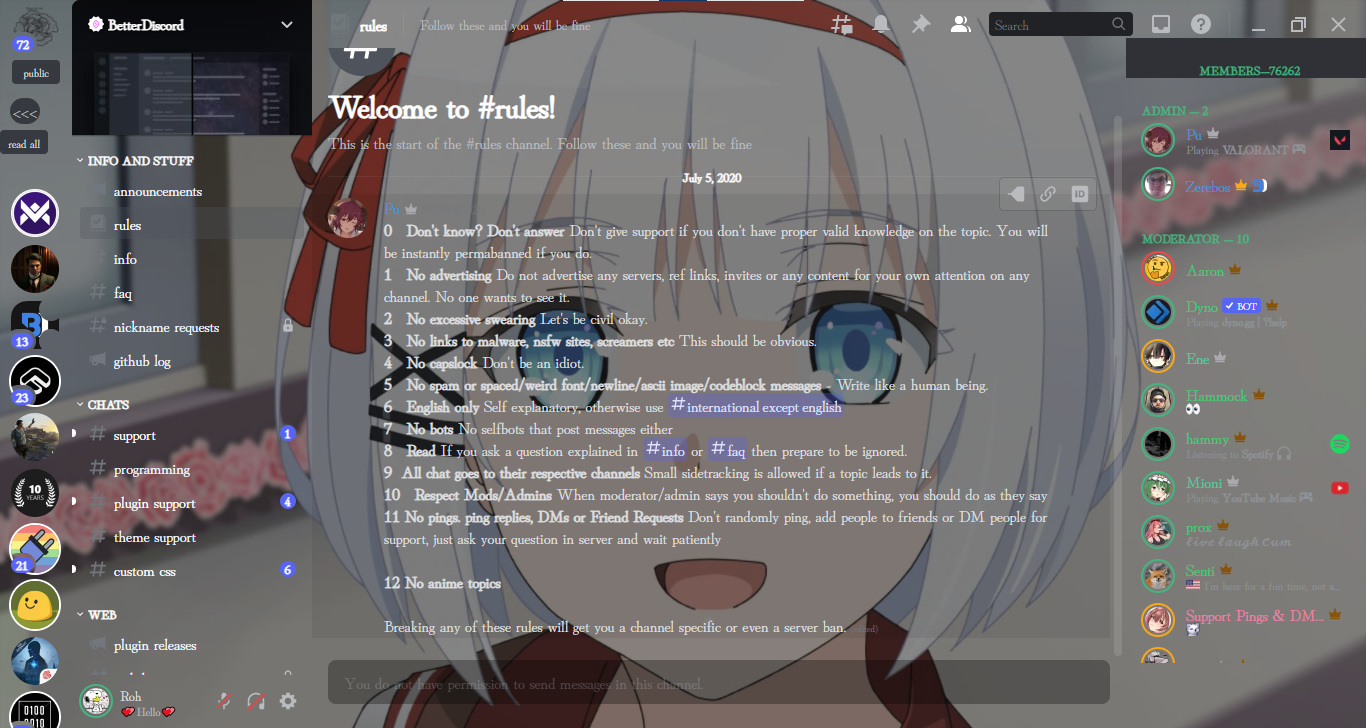 72
public
<<<
read all
13
23
10
YEARS
21
0100
0010
BetterDiscord
INFO AND STUFF
announcements
rules
info
faq
nickname requests
github log
CHATS
support
1
programming
plugin support
4
theme support
custom css
6
WEB
plugin releases
Roh
Hello
rules
Follow these and you will be fine
Search
Welcome to #rules!
This is the start of the #rules channel. Follow these and you will be fine
July 5, 2020
Pu
ID
0 Don't know? Don't answer Don't give support if you don't have proper valid knowledge on the topic. You will
be instantly permabanned if you do.
1 No advertising Do not advertise any servers, ref links, invites or any content for your own attention on any
channel. No one wants to see it.
2 No excessive swearing Let's be civil okay.
3 No links to malware, nsfw sites, screamers etc This should be obvious.
4 No capslock Don't be an idiot.
5 No spam or spaced/weird font/newline/ascii image/codeblock messages - Write like a human being.
6 English only Self explanatory, otherwise use #international except english
7 No bots No selfbots that post messages either
8 Read If you ask a question explained in #info or #faq then prepare to be ignored.
9 All chat goes to their respective channels Small sidetracking is allowed if a topic leads to it.
10 Respect Mods/Admins When moderator/admin says you shouldn't do something, you should do as they say
11 No pings. ping replies, DMs or Friend Requests Don't randomly ping, add people to friends or DM people for
support, just ask your question in server and wait patiently
12 No anime topics
Breaking any of these rules will get you a channel specific or even a server ban.
You do not have permission to send messages in this channel.
MEMBERS—76262
ADMIN — 2
Pu
Playing VALORANT
Zerebos
MODERATOR — 10
Aaron
Dyno BOT
Playing dyno.gg | ?help
Ene
Hammock
hammy
Listening to Spotify
Mioni
Playing YouTube Music
prox
Live Laugh Cum
Senti
I'm here for a fun time, not a...
Support Pings & DM...